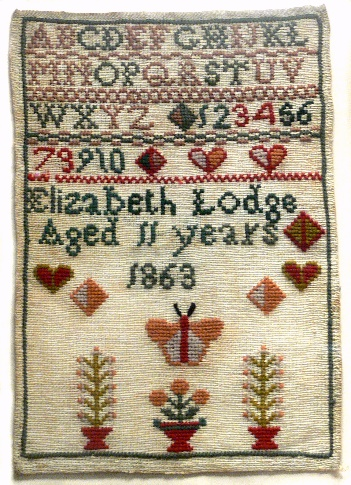 ABCDEFGHIKL
MNOPQRSTUV
WXYZ 123456
78910
Elizabeth Lodge
Aged 11 years
1863